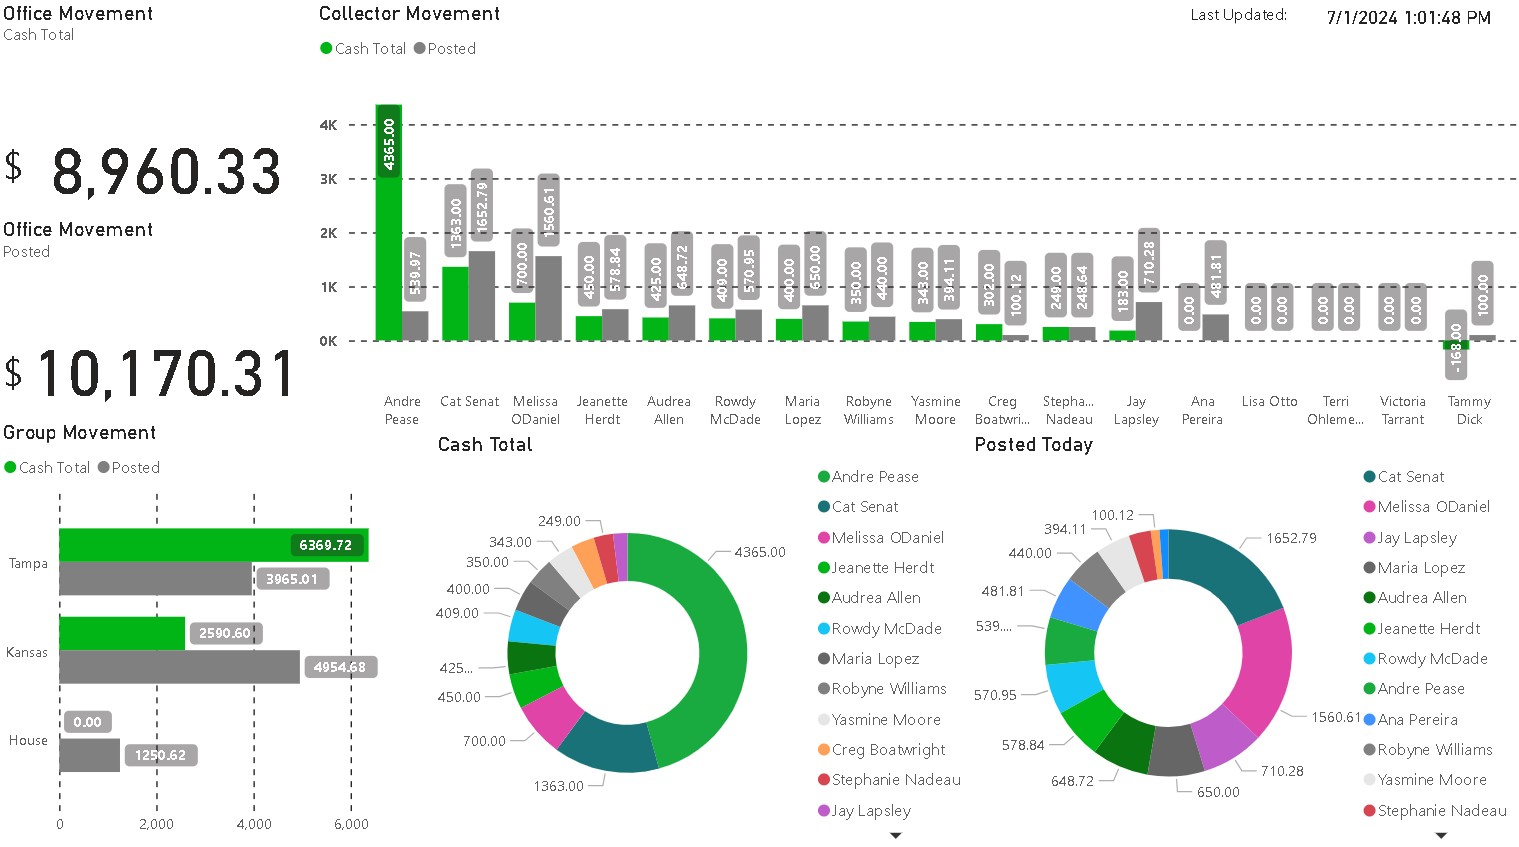 Office Movement
Cash Total
$ 8,960.33
Office Movement
Posted
$ 10,170.31
Collector Movement
Cash Total Posted
Last Updated: 7/1/2024 1:01:48 PM
4K
3K
2K
1K
0K
4365.00 539.97
1363.00 1652.79
700.00 1560.61
450.00 578.84
425.00 648.72
409.00 570.95
400.00 650.00
350.00 440.00
343.00 394.11
302.00 100.12
249.00 248.64
183.00 710.28
0.00 481.81
0.00 0.00
0.00 0.00
0.00 0.00
-168.00 100.00
Andre Pease
Cat Senat
Melissa ODaniel
Jeanette Herdt
Audrea Allen
Rowdy McDade
Maria Lopez
Robyne Williams
Yasmine Moore
Creg Boatwri...
Stepha... Nadeau
Jay Lapsley
Ana Pereira
Lisa Otto
Terri Ohleme...
Victoria Tarrant
Tammy Dick
Group Movement
Cash Total Posted
Tampa
6369.72
3965.01
Kansas
2590.60
4954.68
House
0.00
1250.62
0 2,000 4,000 6,000
Cash Total
249.00
343.00
350.00
400.00
409.00
425...
450.00
700.00
1363.00
4365.00
Andre Pease
Cat Senat
Melissa ODaniel
Jeanette Herdt
Audrea Allen
Rowdy McDade
Maria Lopez
Robyne Williams
Yasmine Moore
Creg Boatwright
Stephanie Nadeau
Jay Lapsley
Posted Today
100.12
394.11
440.00
481.81
539....
570.95
578.84
648.72
650.00
710.28
1560.61
1652.79
Cat Senat
Melissa ODaniel
Jay Lapsley
Maria Lopez
Audrea Allen
Jeanette Herdt
Rowdy McDade
Andre Pease
Ana Pereira
Robyne Williams
Yasmine Moore
Stephanie Nadeau